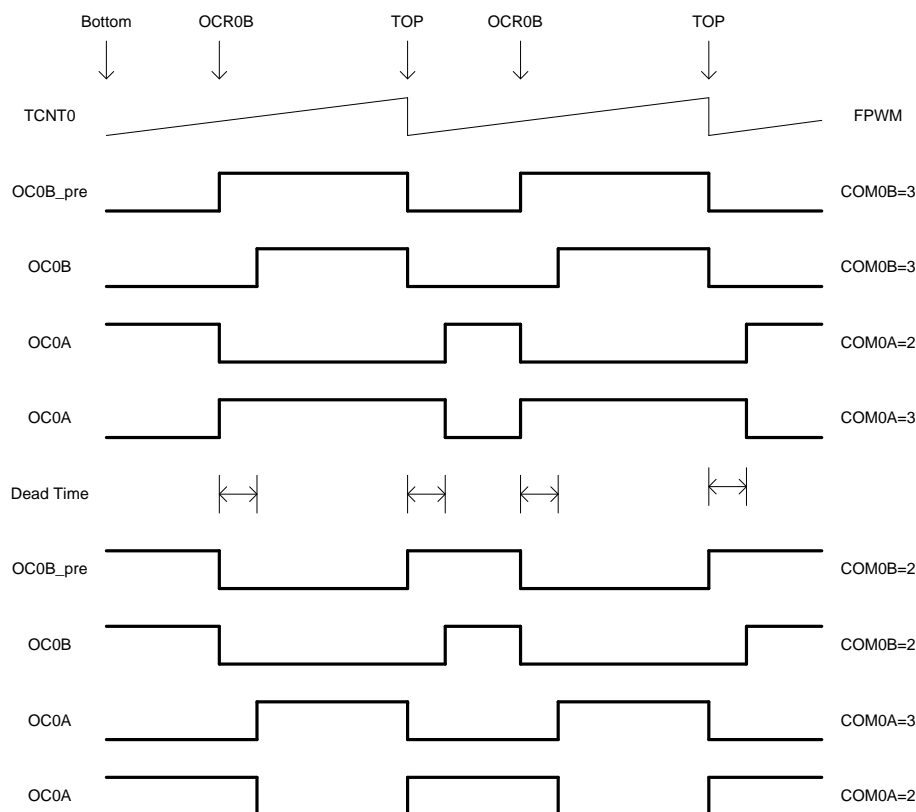 Bottom OCR0B TOP OCR0B TOP
TCNT0 FPWM
OC0B_pre COM0B=3
OC0B COM0B=3
OC0A COM0A=2
OC0A COM0A=3
Dead Time
OC0B_pre COM0B=2
OC0B COM0B=2
OC0A COM0A=3
OC0A COM0A=2